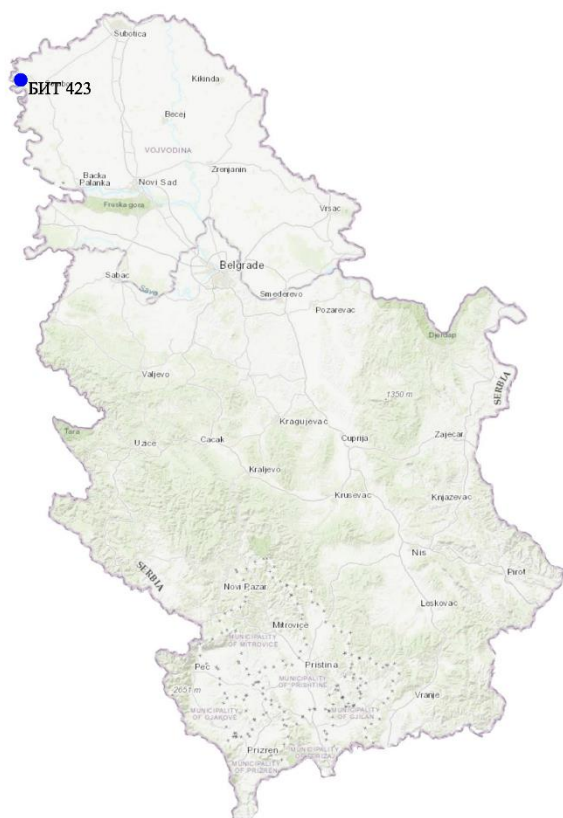 Subotica
БИТ 423
Kikinda
Becej
VOJVODINA
Zrenjanin
Backa
Palanka
Novi Sad
Fruska gora
Vrsac
Belgrade
Sabac
Sava
Smederevo
Pozarevac
Djerdap
Valjevo
1350 m
SERBIA
Tara
Uzice
Cacak
Kragujevac
Cuprija
Zajecar
Kraljevo
Krusevac
Knjazevac
Nis
Pirot
SERBIA
Novi Pazar
Leskovac
Mitrovice
MUNICIPALITY
OF MITROVICE
Pec
Pristina
2651 m
MUNICIPALITY
OF PRISHTINE
Vranje
MUNICIPALITY
OF GJAKOVE
MUNICIPALITY
OF GJILAN
Prizren
MUNICIPALITY
OF PRIZREN